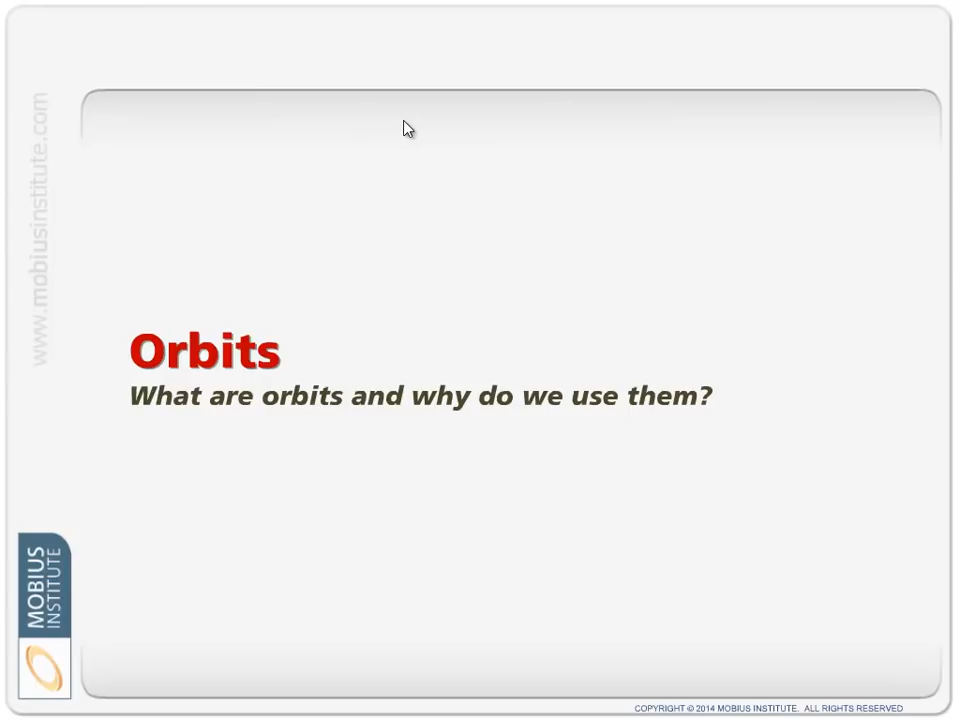 www.mobiusinstitute.com
Orbits
What are orbits and why do we use them?
MOBIUS
INSTITUTE
COPYRIGHT © 2014 MOBIUS INSTITUTE. ALL RIGHTS RESERVED